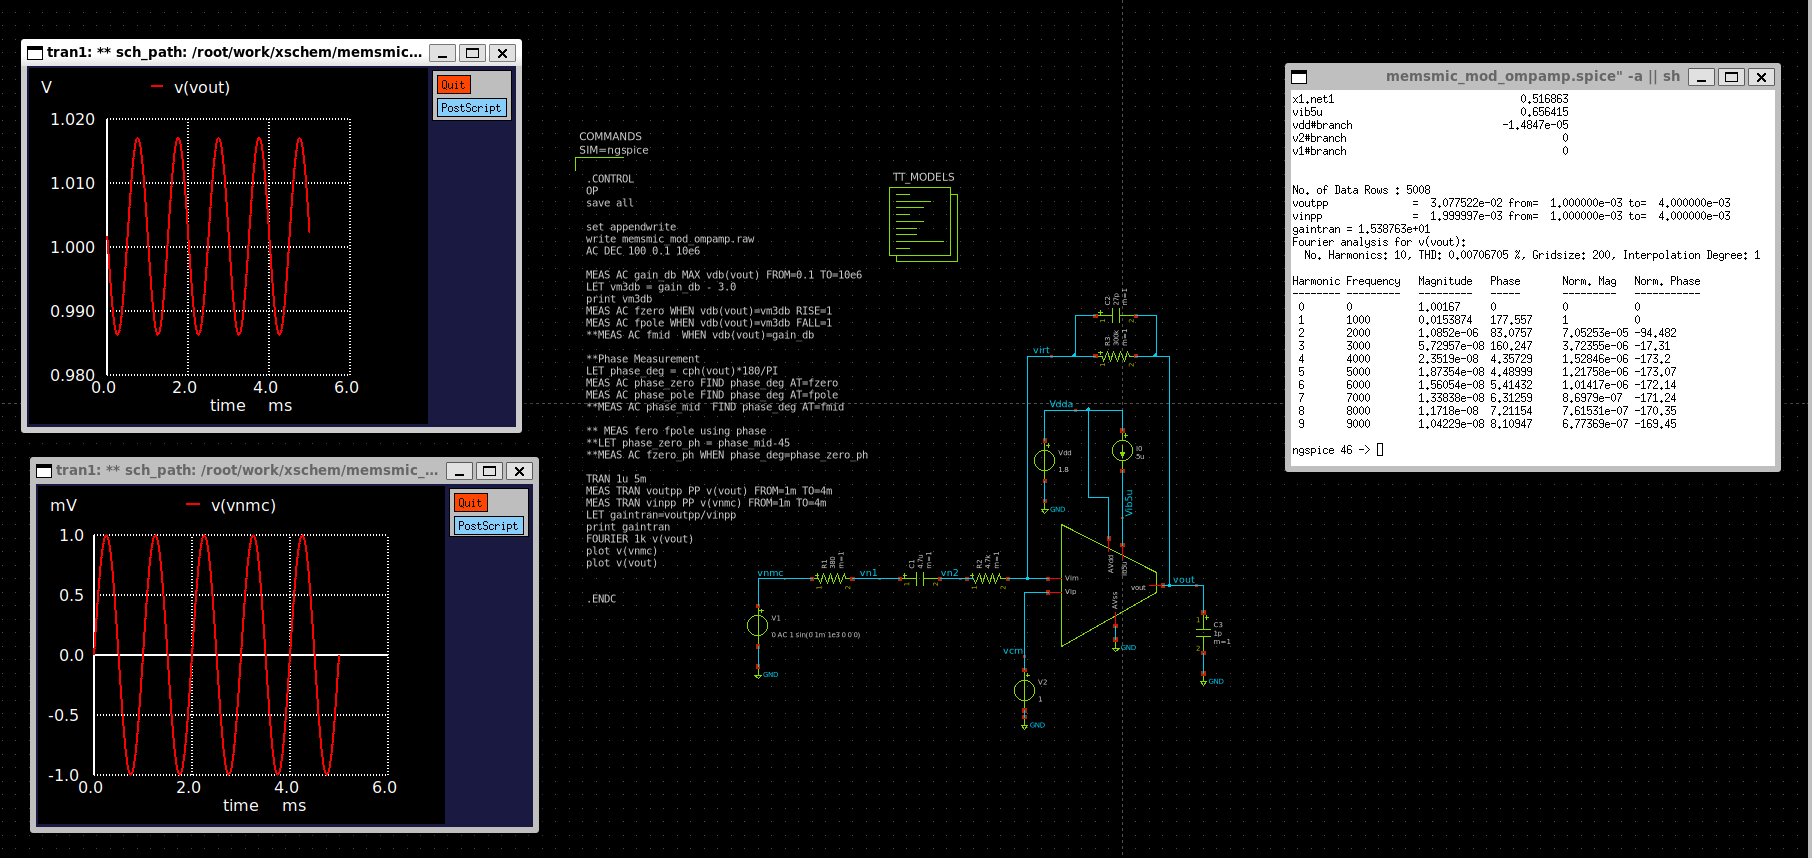 tran1: ** sch_path: /root/work/xschem/memsmic...
V
v(vout)
Quit
PostScript
1.020
1.010
1.000
0.990
0.980
0.0 2.0 4.0 6.0
time ms
tran1: ** sch_path: /root/work/xschem/memsmic_...
mV
v(vnmc)
Quit
PostScript
1.0
0.5
0.0
-0.5
-1.0
0.0 2.0 4.0 6.0
time ms
COMMANDS
SIM=ngspice
.CONTROL
OP
save all
set appendwrite
write memsmic_mod_ompamp.raw
AC DEC 100 0.1 10e6
MEAS AC gain_db MAX vdb(vout) FROM=0.1 TO=10e6
LET vm3db = gain_db - 3.0
print vm3db
MEAS AC fzero WHEN vdb(vout)=vm3db RISE=1
MEAS AC fpole WHEN vdb(vout)=vm3db FALL=1
**MEAS AC fmid  WHEN vdb(vout)=gain_db
**Phase Measurement
LET phase_deg = cph(vout)*180/PI
MEAS AC phase_zero FIND phase_deg AT=fzero
MEAS AC phase_pole FIND phase_deg AT=fpole
**MEAS AC phase_mid  FIND phase_deg AT=fmid
** MEAS fero fpole using phase
**LET phase_zero_ph = phase_mid-45
**MEAS AC fzero_ph WHEN phase_deg=phase_zero_ph
TRAN 1u 5m
MEAS TRAN voutpp PP v(vout) FROM=1m TO=4m
MEAS TRAN vinpp PP v(vnmc) FROM=1m TO=4m
LET gaintran=voutpp/vinpp
print gaintran
FOURIER 1k v(vout)
plot v(vnmc)
plot v(vout)
.ENDC
TT_MODELS
C2
27p
m=1
1 2
virt
R3
300k
m=1
1 2
Vdda
Vdd
1.8
GND
I0
5u
Vib5u
vnmc
R1
380
m=1
1 2
vn1
C1
4.7u
m=1
1 2
vn2
R2
4.7k
m=1
1 2
Vim
Vip
AVdd
Ib5u
AVss
vout
vout
GND
V1
0 AC 1 sin(0 1m 1e3 0 0 0)
GND
vcm
V2
1
GND
C3
1p
m=1
1
2
GND
memsmic_mod_ompamp.spice" -a || sh
x1.net1 0.516863
vib5u 0.656415
vdd#branch -1.4847e-05
v2#branch 0
v1#branch 0
No. of Data Rows : 5008
voutpp = 3.077522e-02 from= 1.000000e-03 to= 4.000000e-03
vinpp = 1.999997e-03 from= 1.000000e-03 to= 4.000000e-03
gaintran = 1.538763e+01
Fourier analysis for v(vout):
No. Harmonics: 10, THD: 0.00706705 %, Gridsize: 200, Interpolation Degree: 1
Harmonic Frequency Magnitude Phase Norm. Mag Norm. Phase
-------- --------- --------- ----- --------- -----------
0 0 1.00167 0 0 0
1 1000 0.0153874 177.557 1 0
2 2000 1.0852e-06 83.0757 7.05253e-05 -94.482
3 3000 5.72957e-08 160.247 3.72355e-06 -17.31
4 4000 2.3519e-08 4.35729 1.52846e-06 -173.2
5 5000 1.87354e-08 4.48999 1.21758e-06 -173.07
6 6000 1.56054e-08 5.41432 1.01417e-06 -172.14
7 7000 1.33838e-08 6.31259 8.6979e-07 -171.24
8 8000 1.1718e-08 7.21154 7.61531e-07 -170.35
9 9000 1.04229e-08 8.10947 6.77369e-07 -169.45
ngspice 46 ->